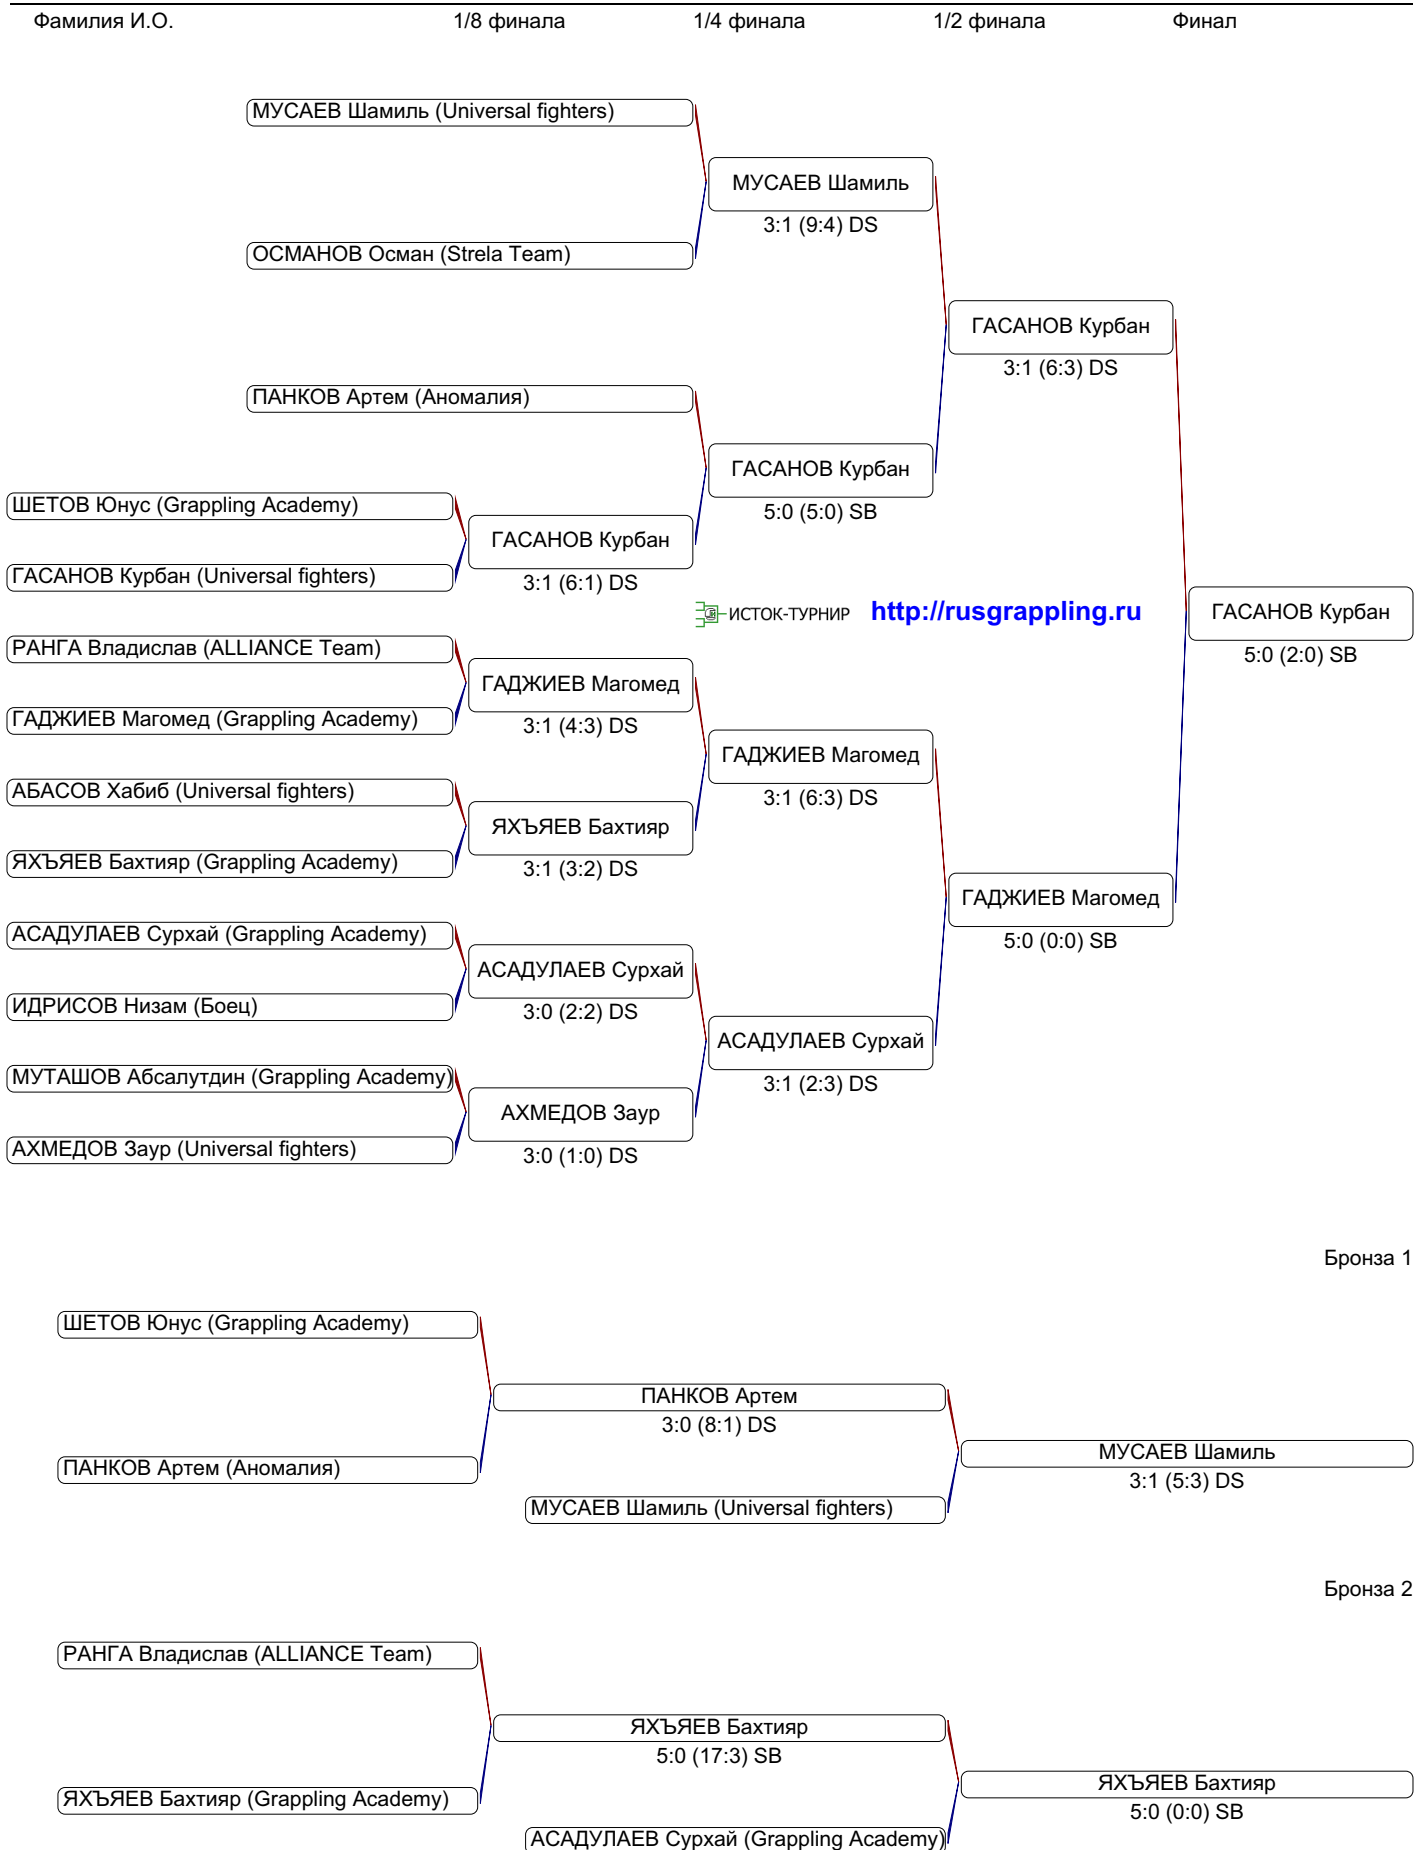 Фамилия И.О. 1/8 финала 1/4 финала 1/2 финала Финал
МУСАЕВ Шамиль (Universal fighters)
МУСАЕВ Шамиль
3:1 (9:4) DS
ОСМАНОВ Осман (Strela Team)
ГАСАНОВ Курбан
3:1 (6:3) DS
ПАНКОВ Артем (Аномалия)
ГАСАНОВ Курбан
5:0 (5:0) SB
ШЕТОВ Юнус (Grappling Academy)
ГАСАНОВ Курбан
3:1 (6:1) DS
ГАСАНОВ Курбан (Universal fighters)
ИСТОК-ТУРНИР http://rusgrappling.ru
ГАСАНОВ Курбан
5:0 (2:0) SB
РАНГА Владислав (ALLIANCE Team)
ГАДЖИЕВ Магомед
3:1 (4:3) DS
ГАДЖИЕВ Магомед (Grappling Academy)
ГАДЖИЕВ Магомед
3:1 (6:3) DS
АБАСОВ Хабиб (Universal fighters)
ЯХЪЯЕВ Бахтияр
3:1 (3:2) DS
ЯХЪЯЕВ Бахтияр (Grappling Academy)
ГАДЖИЕВ Магомед
5:0 (0:0) SB
АСАДУЛАЕВ Сурхай (Grappling Academy)
АСАДУЛАЕВ Сурхай
3:0 (2:2) DS
ИДРИСОВ Низам (Боец)
АСАДУЛАЕВ Сурхай
3:1 (2:3) DS
МУТАШОВ Абсалутдин (Grappling Academy)
АХМЕДОВ Заур
3:0 (1:0) DS
АХМЕДОВ Заур (Universal fighters)
Бронза 1
ШЕТОВ Юнус (Grappling Academy)
ПАНКОВ Артем
3:0 (8:1) DS
ПАНКОВ Артем (Аномалия)
МУСАЕВ Шамиль
3:1 (5:3) DS
МУСАЕВ Шамиль (Universal fighters)
Бронза 2
РАНГА Владислав (ALLIANCE Team)
ЯХЪЯЕВ Бахтияр
5:0 (17:3) SB
ЯХЪЯЕВ Бахтияр (Grappling Academy)
ЯХЪЯЕВ Бахтияр
5:0 (0:0) SB
АСАДУЛАЕВ Сурхай (Grappling Academy)